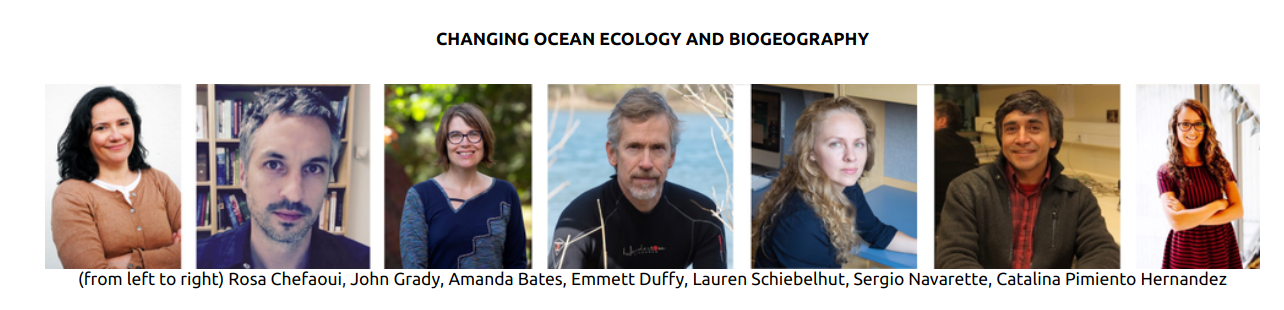 CHANGING OCEAN ECOLOGY AND BIOGEOGRAPHY
(from left to right) Rosa Chefaoui, John Grady, Amanda Bates, Emmett Duffy, Lauren Schiebelhut, Sergio Navarette, Catalina Pimiento Hernandez